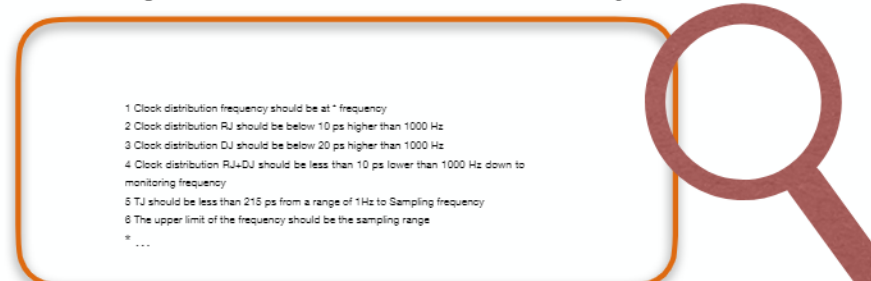 1 Clock distribution frequency should be at * frequency
2 Clock distribution RJ should be below 10 ps higher than 1000 Hz
3 Clock distribution DJ should be below 20 ps higher than 1000 Hz
4 Clock distribution RJ+DJ should be less than 10 ps lower than 1000 Hz down to
monitoring frequency
5 TJ should be less than 215 ps from a range of 1Hz to Sampling frequency
6 The upper limit of the frequency should be the sampling range
* ...